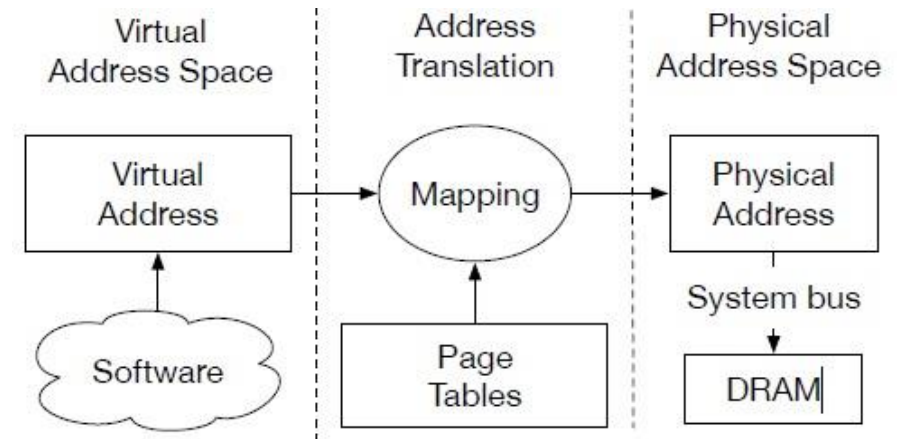 Virtual
Address Space
Address
Translation
Physical
Address Space
Virtual
Address
Mapping
Physical
Address
System bus
Software
Page
Tables
DRAM